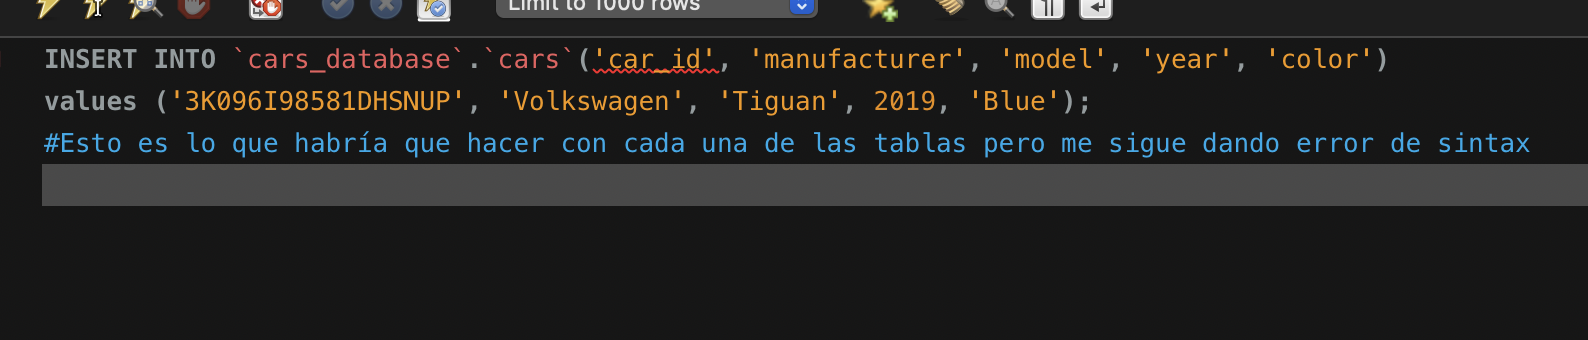 Limit to 1000 rows
INSERT INTO `cars_database`.`cars`('car_id', 'manufacturer', 'model', 'year', 'color')
values ('3K096I98581DHSNUP', 'Volkswagen', 'Tiguan', 2019, 'Blue');
#Esto es lo que habría que hacer con cada una de las tablas pero me sigue dando error de sintax